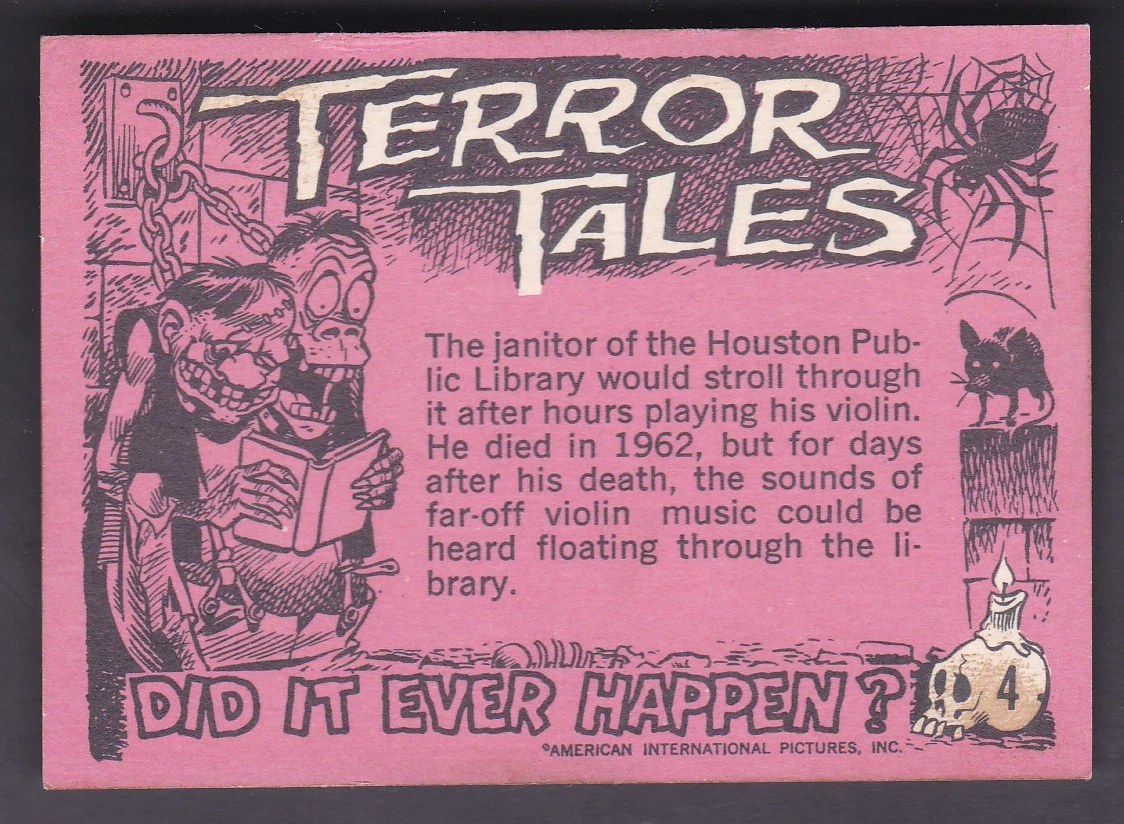 TERROR
TALES
The janitor of the Houston Pub-
lic Library would stroll through
it after hours playing his violin.
He died in 1962, but for days
after his death, the sounds of
far-off violin music could be
heard floating through the li-
brary.
DID IT EVER HAPPEN?
4
©AMERICAN INTERNATIONAL PICTURES, INC.